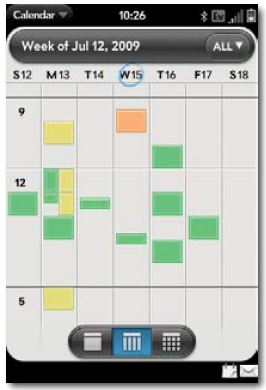 Calendar 10:26 Ev
Week of Jul 12, 2009 ALL
S12 M13 T14 W15 T16 F17 S18
9
12
5